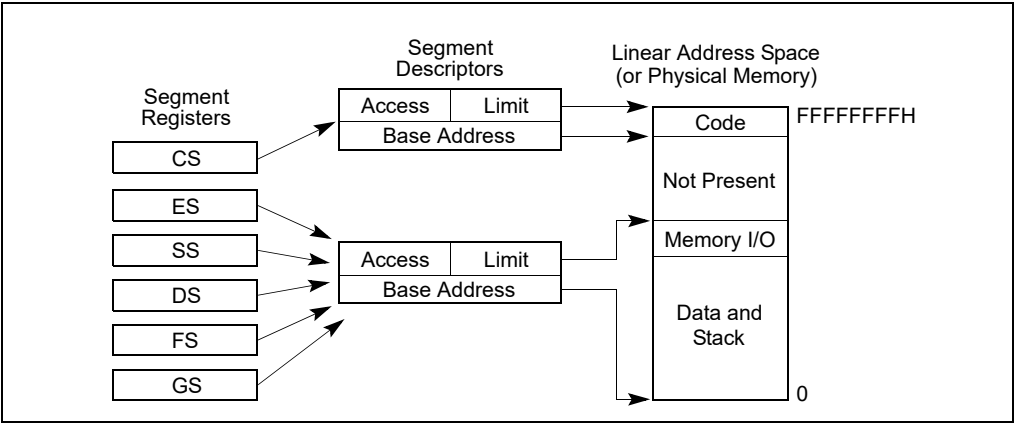 Segment
Registers
CS
ES
SS
DS
FS
GS
Segment
Descriptors
Access Limit
Base Address
Access Limit
Base Address
Linear Address Space
(or Physical Memory)
Code
FFFFFFFFH
Not Present
Memory I/O
Data and
Stack
0